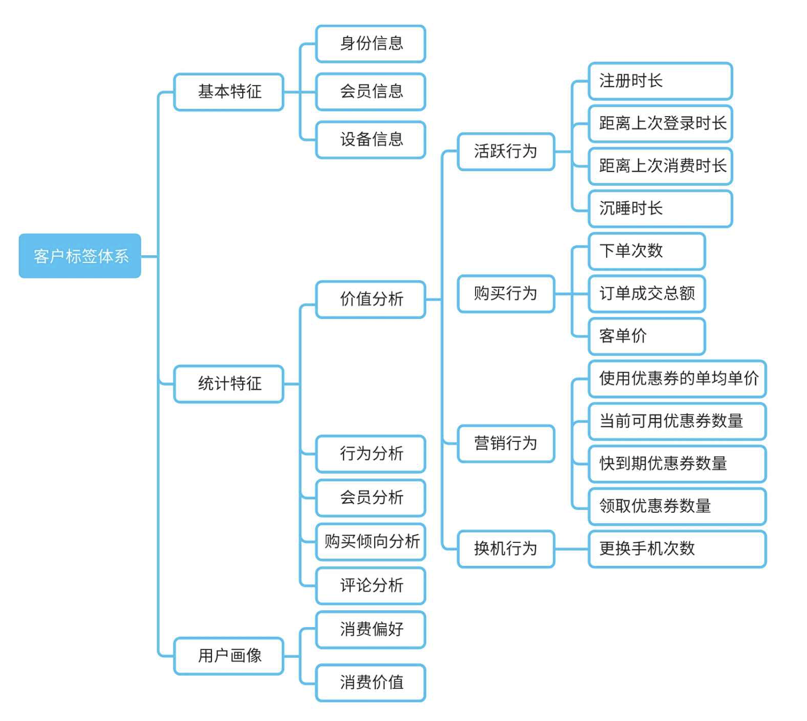 客户标签体系
基本特征
身份信息
会员信息
设备信息
统计特征
价值分析
活跃行为
注册时长
距离上次登录时长
距离上次消费时长
沉睡时长
购买行为
下单次数
订单成交总额
客单价
营销行为
使用优惠券的单均单价
当前可用优惠券数量
快到期优惠券数量
领取优惠券数量
换机行为
更换手机次数
行为分析
会员分析
购买倾向分析
评论分析
用户画像
消费偏好
消费价值